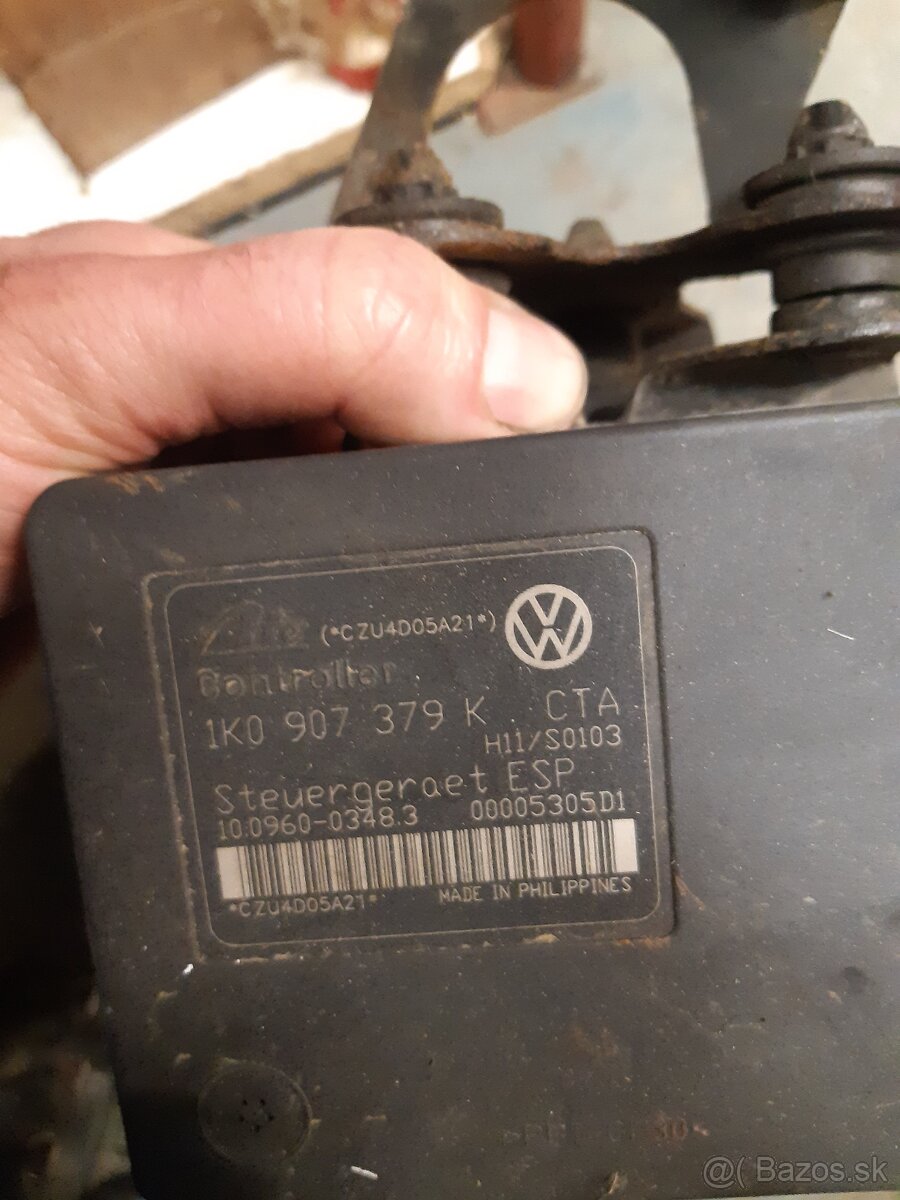 (*CZU4D05A21*)
Controller
1K0 907 379 K CTA
H11/S0103
Steuergeraet ESP
10.0960-0348.3 00005305D1
*CZU4D05A21* MADE IN PHILIPPINES
@( Bazos.sk